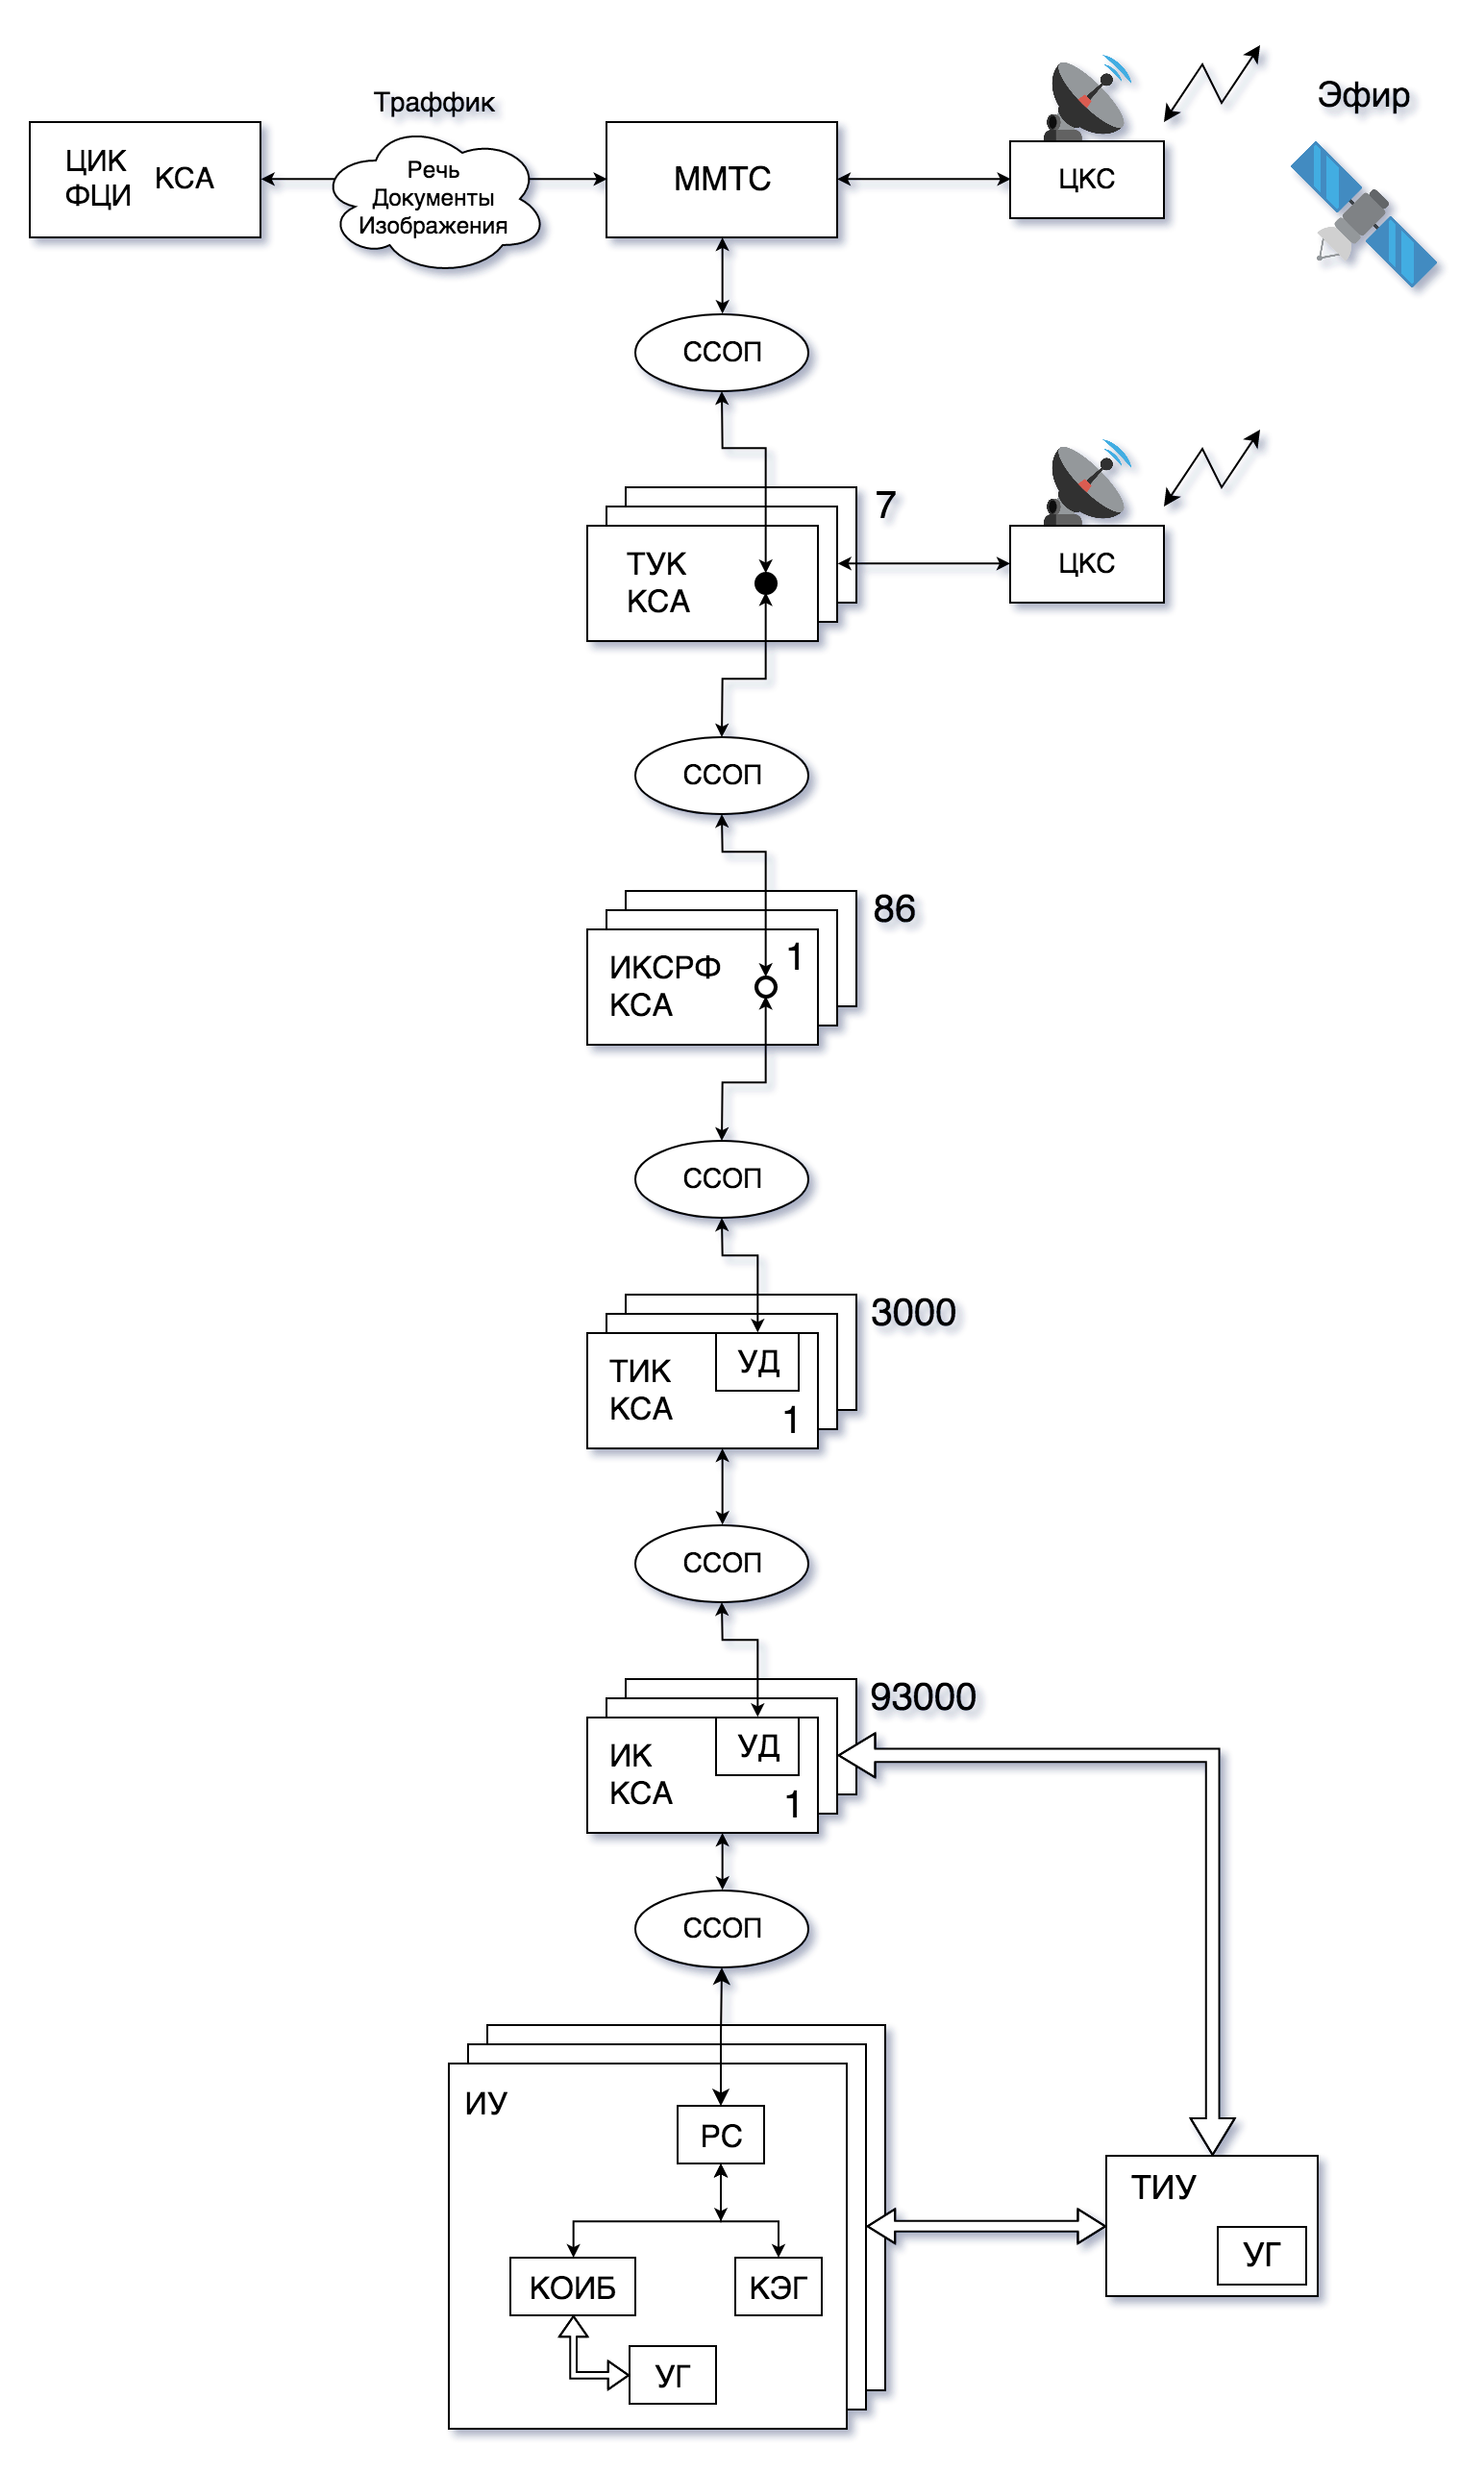 Траффик
Эфир
ЦИК
ФЦИ
КСА
Речь
Документы
Изображения
ММТС
ЦКС
ССОП
7
ТУК
КСА
ЦКС
ССОП
86
1
ИКСРФ
КСА
ССОП
3000
УД
ТИК
КСА
1
ССОП
93000
УД
ИК
КСА
1
ССОП
ИУ
РС
ТИУ
УГ
КОИБ
КЭГ
УГ